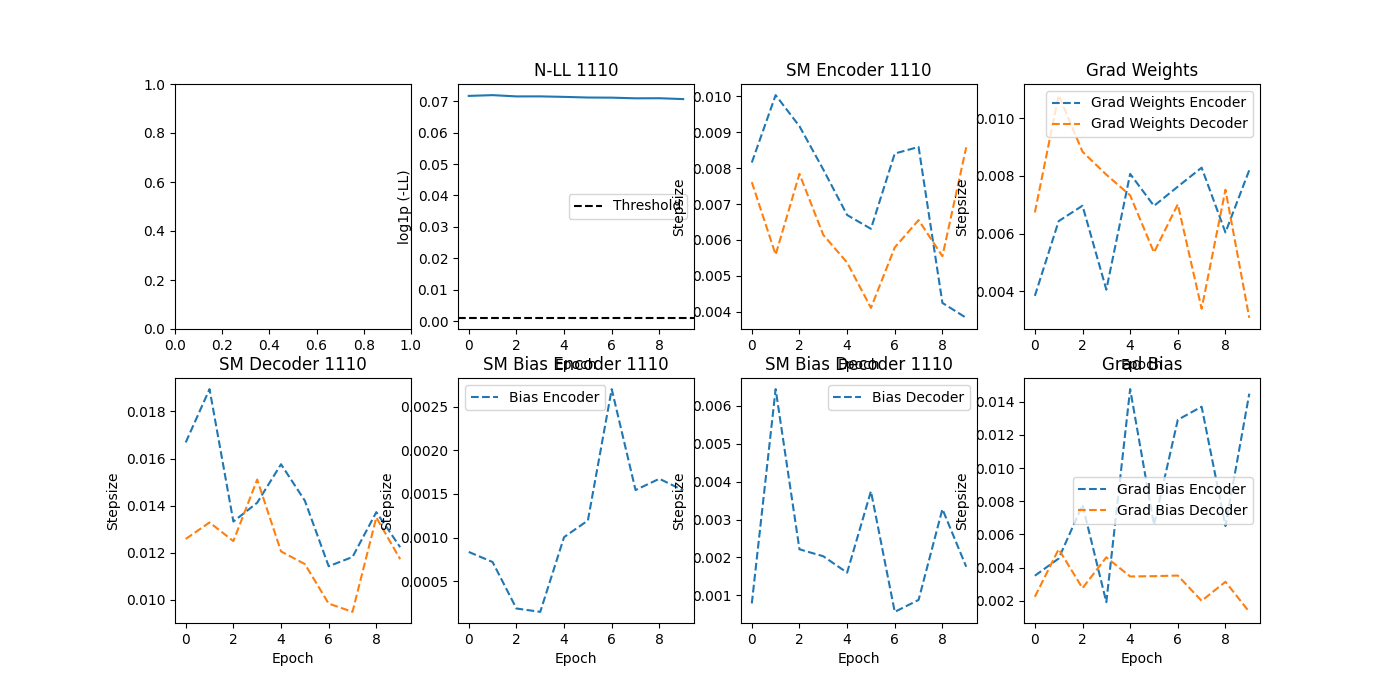 N-LL 1110
SM Encoder 1110
Grad Weights
1.0
0.8
0.6
0.4
0.2
0.0
0.0 0.2 0.4 0.6 0.8 1.0
log1p (-LL)
0.07
0.06
0.05
0.04
0.03
0.02
0.01
0.00
Threshold
0 2 4 6 8
Epoch
Stepsize
0.010
0.009
0.008
0.007
0.006
0.005
0.004
0 2 4 6 8
Epoch
Stepsize
0.010
0.008
0.006
0.004
Grad Weights Encoder
Grad Weights Decoder
0 2 4 6 8
Epoch
SM Decoder 1110
SM Bias Encoder 1110
SM Bias Decoder 1110
Grad Bias
Stepsize
0.018
0.016
0.014
0.012
0.010
0 2 4 6 8
Epoch
Stepsize
0.0025
0.0020
0.0015
0.0010
0.0005
Bias Encoder
0 2 4 6 8
Epoch
Stepsize
0.006
0.005
0.004
0.003
0.002
0.001
Bias Decoder
0 2 4 6 8
Epoch
Stepsize
0.014
0.012
0.010
0.008
0.006
0.004
0.002
Grad Bias Encoder
Grad Bias Decoder
0 2 4 6 8
Epoch